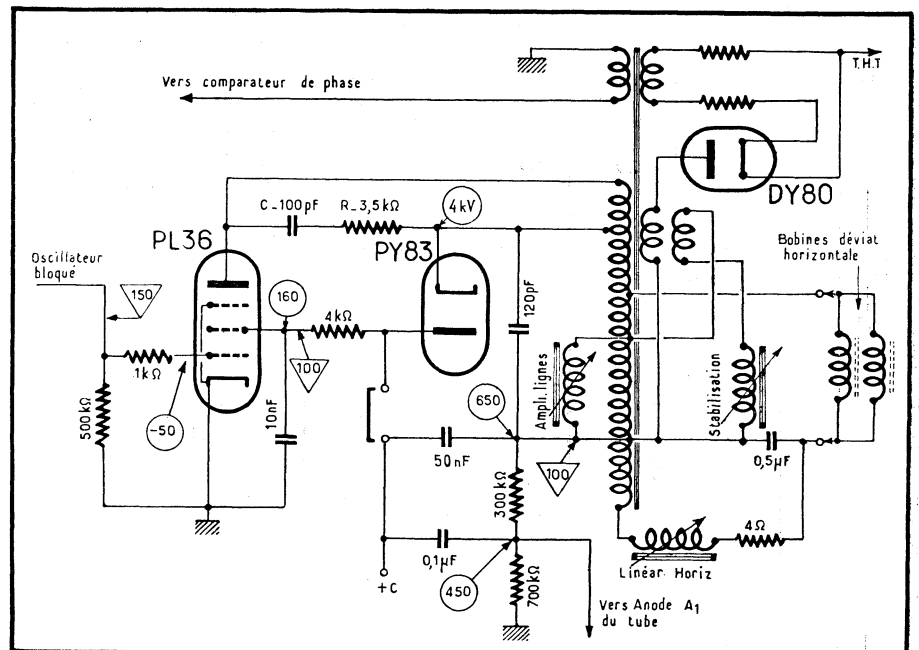 T.H.T
Vers comparateur de phase
DY80
C_100pF
R_3,5kΩ
4kV
PL36
PY83
Bobines déviat
horizontale
Oscillateur
bloqué
150
160
4kΩ
120pF
100
1kΩ
Ampli.lignes
Stabilisation
-50
500kΩ
10nF
650
50nF
100
0,5µF
300kΩ
4Ω
0,1µF
Linéar. Horiz
+C
450
700kΩ
Vers Anode A1
du tube